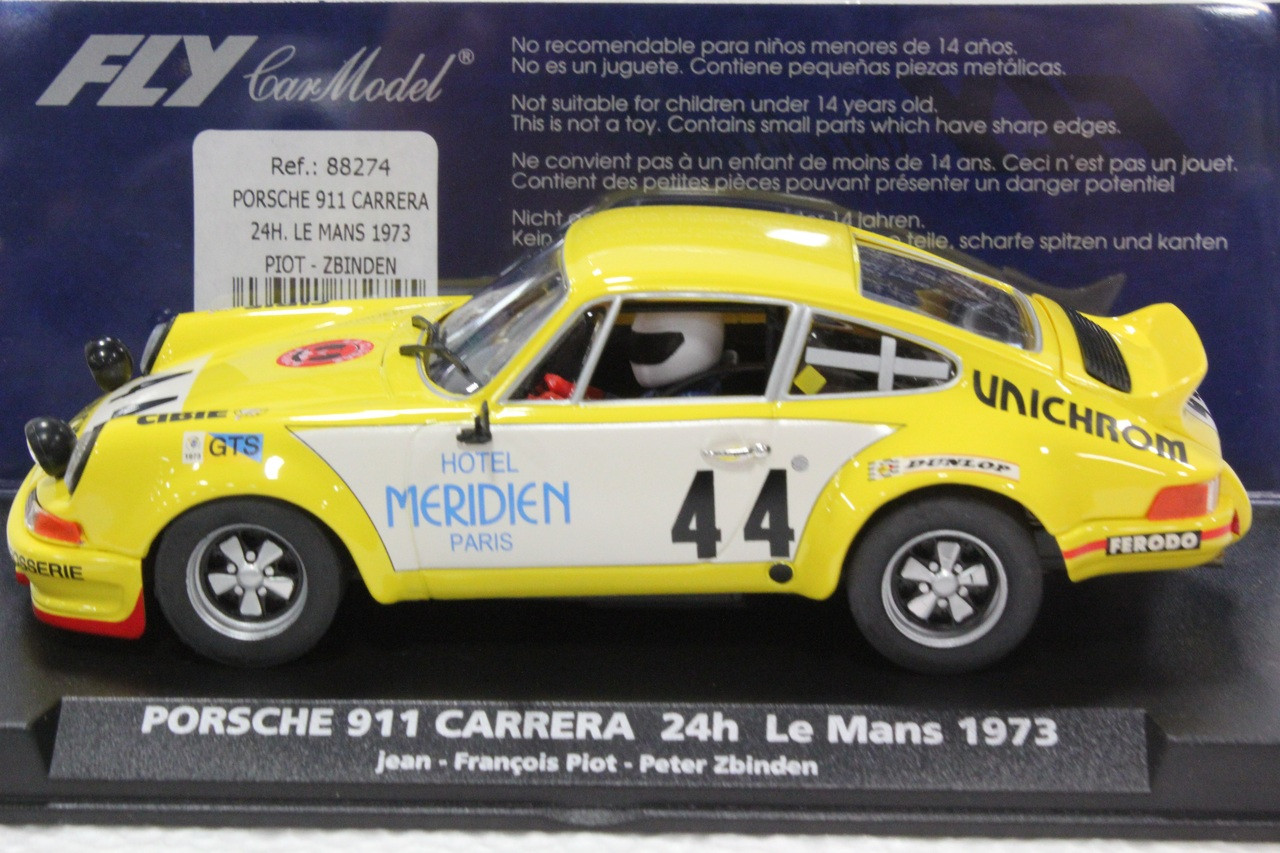 FLY CarModel®
No recomendable para niños menores de 14 años.
No es un juguete. Contiene pequeñas piezas metálicas.
Not suitable for children under 14 years old.
This is not a toy. Contains small parts which have sharp edges.
Ne convient pas à un enfant de moins de 14 ans. Ceci n'est pas un jouet.
Contient des petites pièces pouvant présenter un danger potentiel
Nicht 14 jahren.
Kein teile, scharfe spitzen und kanten
Ref.: 88274
PORSCHE 911 CARRERA
24H. LE MANS 1973
PIOT - ZBINDEN
44
CIBIE
GTS
HOTEL
MERIDIEN
PARIS
44
UNICHROM
DUNLOP
FERODO
PORSCHE 911 CARRERA 24h Le Mans 1973
Jean - François Piot - Peter Zbinden